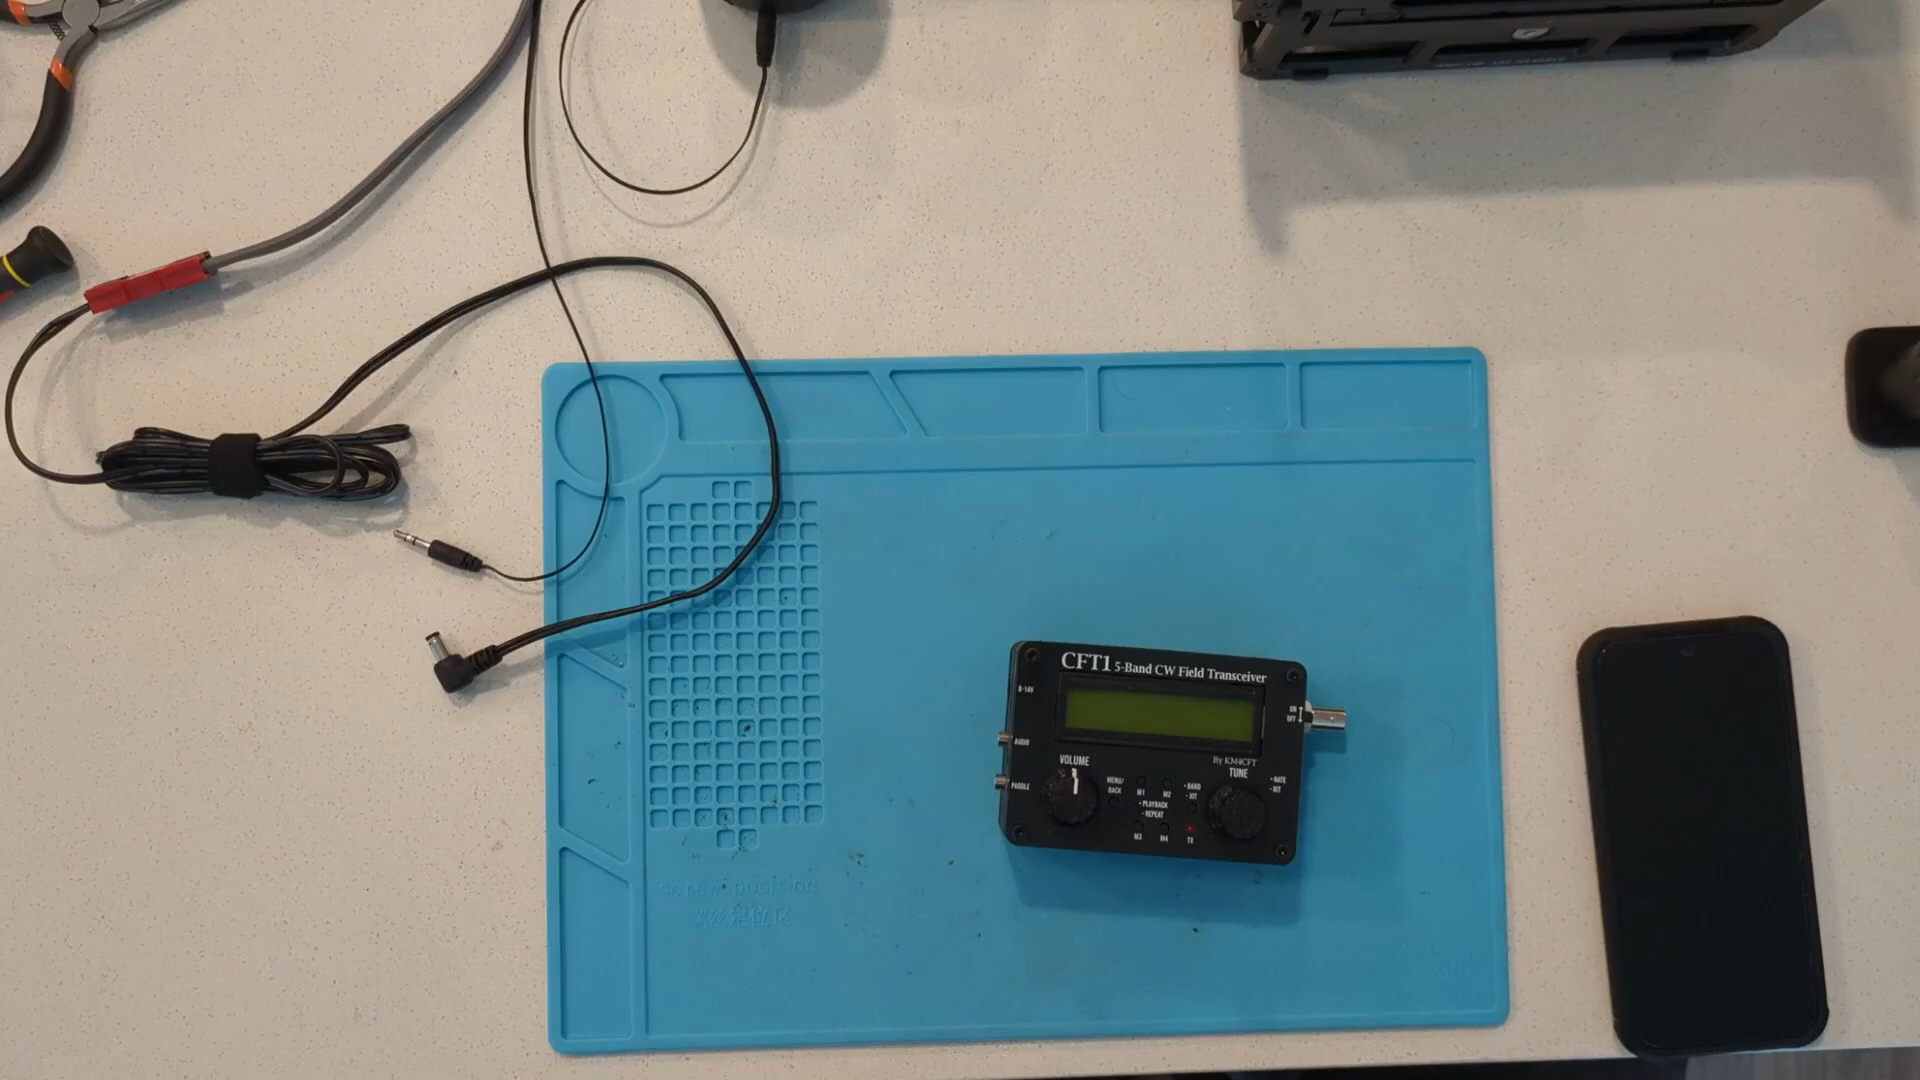 CFT1 5-Band CW Field Transceiver
8-14V
ON
OFF
AUDIO
PADDLE
By KM4CFT
VOLUME
TUNE
MENU/
BACK
M1
M2
• BAND
• RIT
• RATE
• BIT
• PLAYBACK
• REPEAT
M3
M4
TX
screw position
螺丝定位区